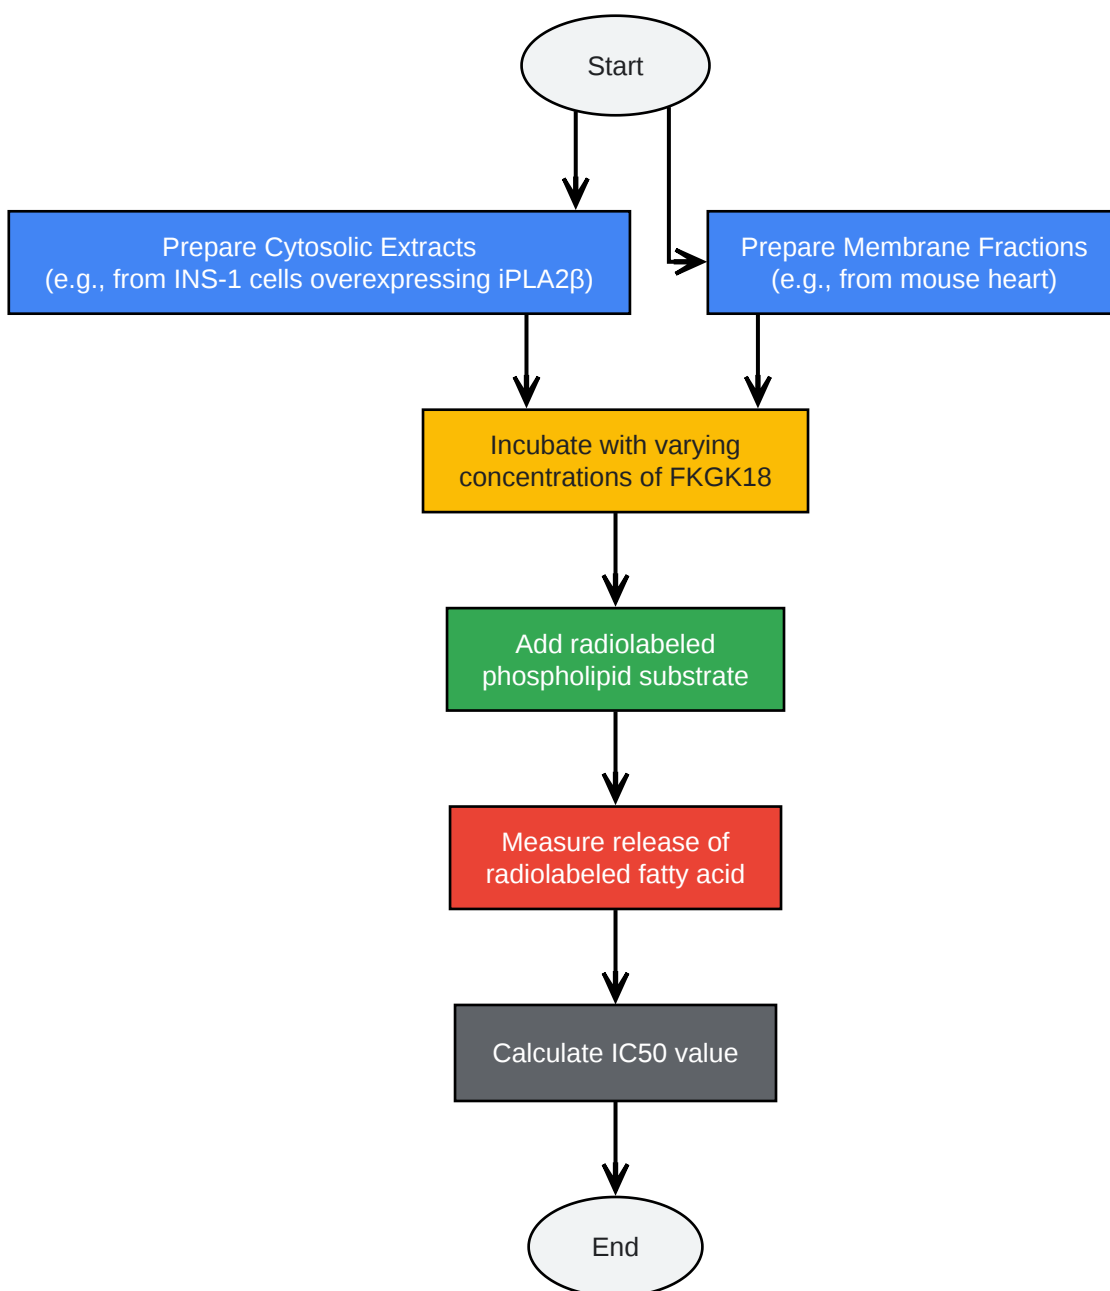 Start
Prepare Cytosolic Extracts
(e.g., from INS-1 cells overexpressing iPLA2β)
Prepare Membrane Fractions
(e.g., from mouse heart)
Incubate with varying
concentrations of FKGK18
Add radiolabeled
phospholipid substrate
Measure release of
radiolabeled fatty acid
Calculate IC50 value
End